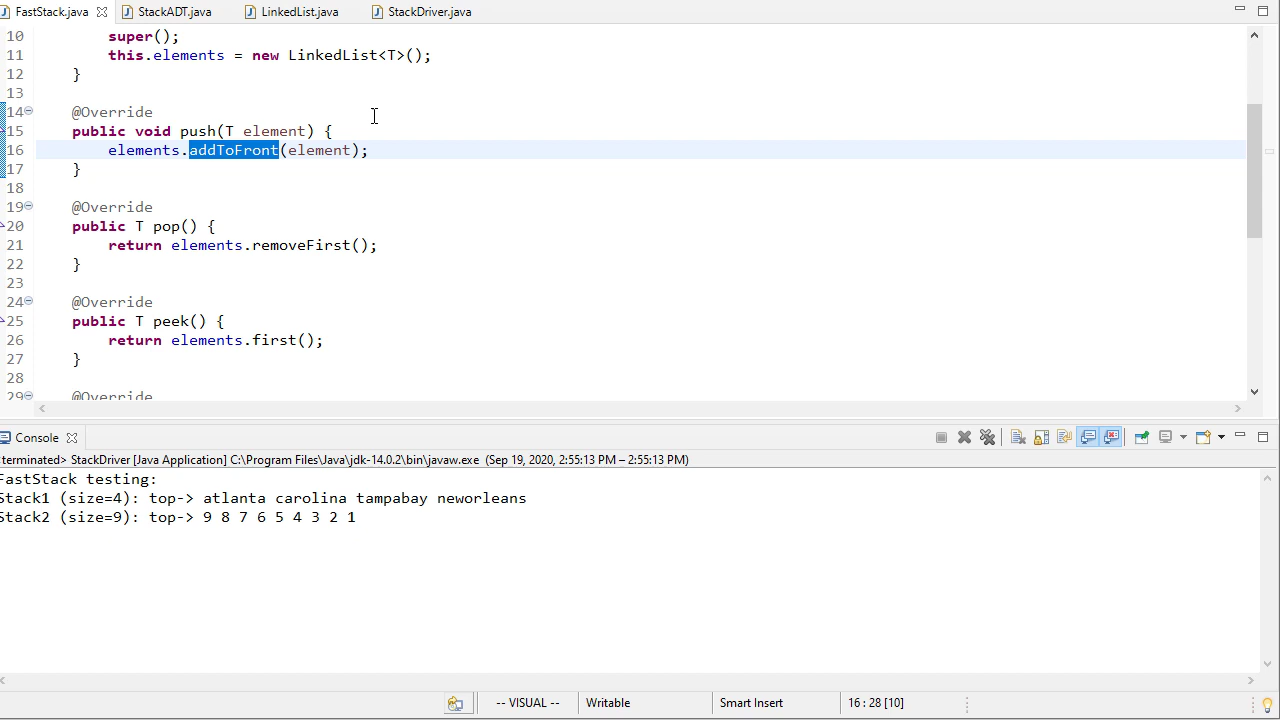 FastStack.java StackADT.java LinkedList.java StackDriver.java
10 super();
11 this.elements = new LinkedList<T>();
12 }
13
14 @Override
15 public void push(T element) {
16 elements.addToFront(element);
17 }
18
19 @Override
20 public T pop() {
21 return elements.removeFirst();
22 }
23
24 @Override
25 public T peek() {
26 return elements.first();
27 }
28
29 @Override
Console
terminated> StackDriver [Java Application] C:\Program Files\Java\jdk-14.0.2\bin\javaw.exe (Sep 19, 2020, 2:55:13 PM – 2:55:13 PM)
FastStack testing:
Stack1 (size=4): top-> atlanta carolina tampabay neworleans
Stack2 (size=9): top-> 9 8 7 6 5 4 3 2 1
-- VISUAL -- Writable Smart Insert 16 : 28 [10]